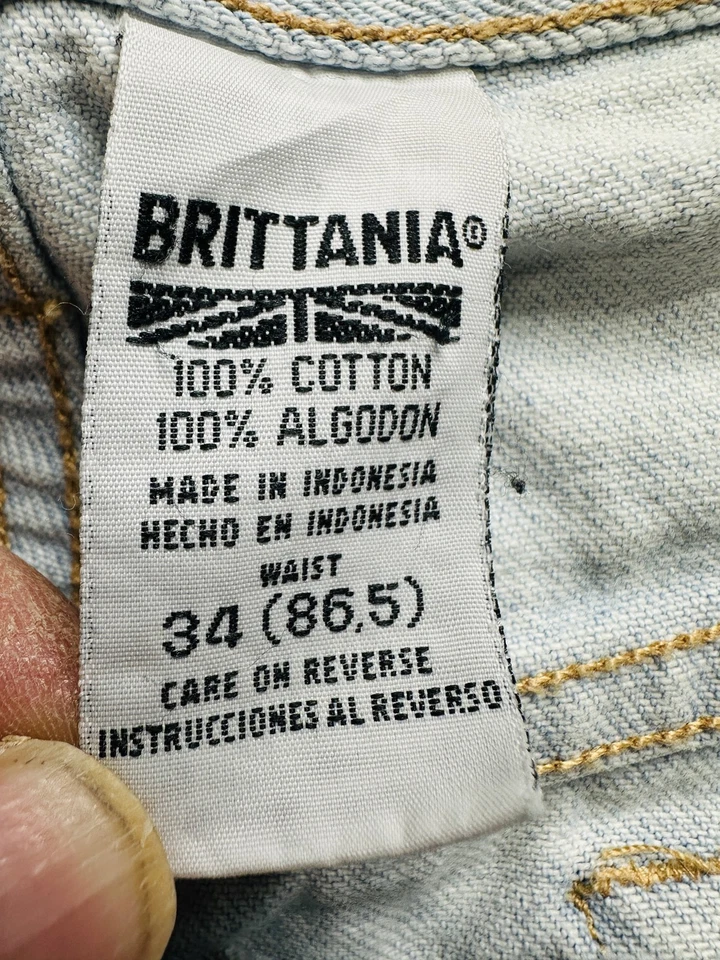 BRITTANIA®
100% COTTON
100% ALGODON
MADE IN INDONESIA
HECHO EN INDONESIA
WAIST
34 (86,5)
CARE ON REVERSE
INSTRUCCIONES AL REVERSO